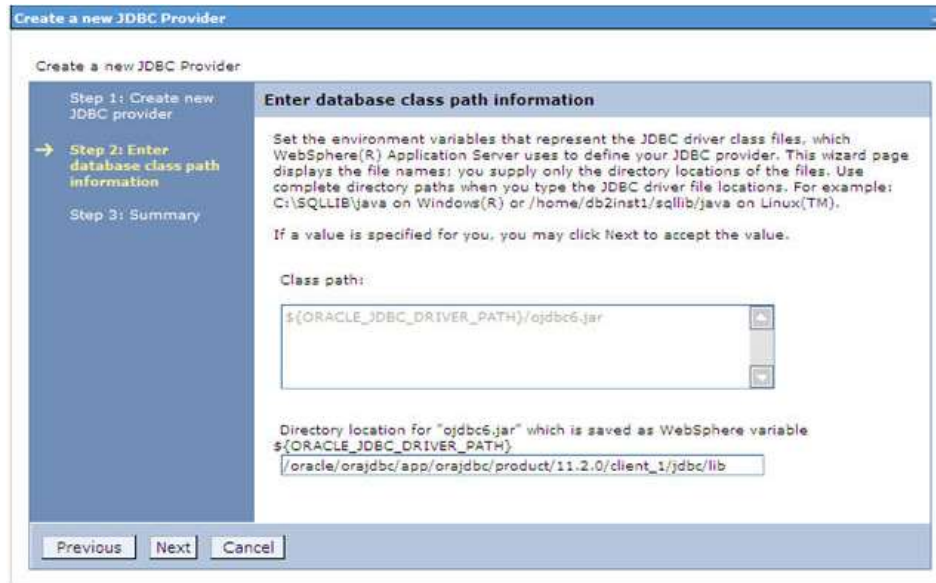 Create a new JDBC Provider
Create a new JDBC Provider
Step 1: Create new
JDBC provider
Step 2: Enter
database class path
information
Step 3: Summary
Enter database class path information
Set the environment variables that represent the JDBC driver class files, which
WebSphere(R) Application Server uses to define your JDBC provider. This wizard page
displays the file names; you supply only the directory locations of the files. Use
complete directory paths when you type the JDBC driver file locations. For example:
C:\SQLLIB\java on Windows(R) or /home/db2inst1/sqllib/java on Linux(TM).
If a value is specified for you, you may click Next to accept the value.
Class path:
${ORACLE_JDBC_DRIVER_PATH}/ojdbc6.jar
Directory location for "ojdbc6.jar" which is saved as WebSphere variable
${ORACLE_JDBC_DRIVER_PATH}
/oracle/orajdbc/app/orajdbc/product/11.2.0/client_1/jdbc/lib
Previous Next Cancel